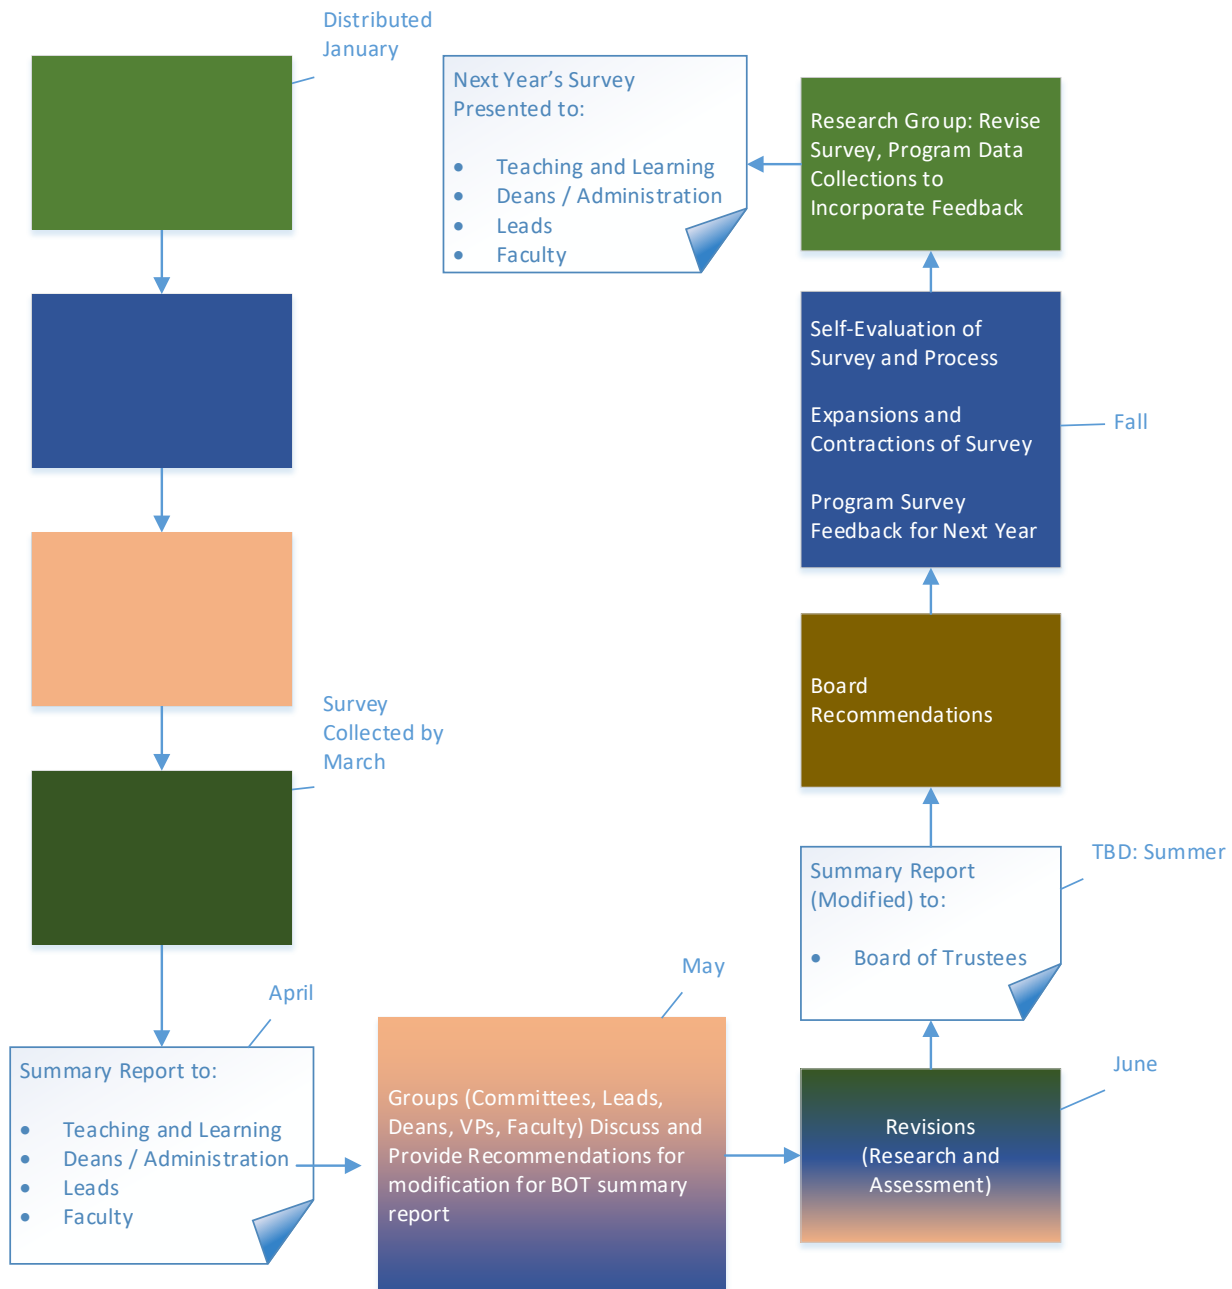 Distributed
January
Survey
Collected by
March
April
Summary Report to:
• Teaching and Learning
• Deans / Administration
• Leads
• Faculty
May
Groups (Committees, Leads,
Deans, VPs, Faculty) Discuss and
Provide Recommendations for
modification for BOT summary
report
June
Revisions
(Research and
Assessment)
TBD: Summer
Summary Report
(Modified) to:
• Board of Trustees
Board
Recommendations
Fall
Self-Evaluation of
Survey and Process
Expansions and
Contractions of Survey
Program Survey
Feedback for Next Year
Research Group: Revise
Survey, Program Data
Collections to
Incorporate Feedback
Next Year’s Survey
Presented to:
• Teaching and Learning
• Deans / Administration
• Leads
• Faculty